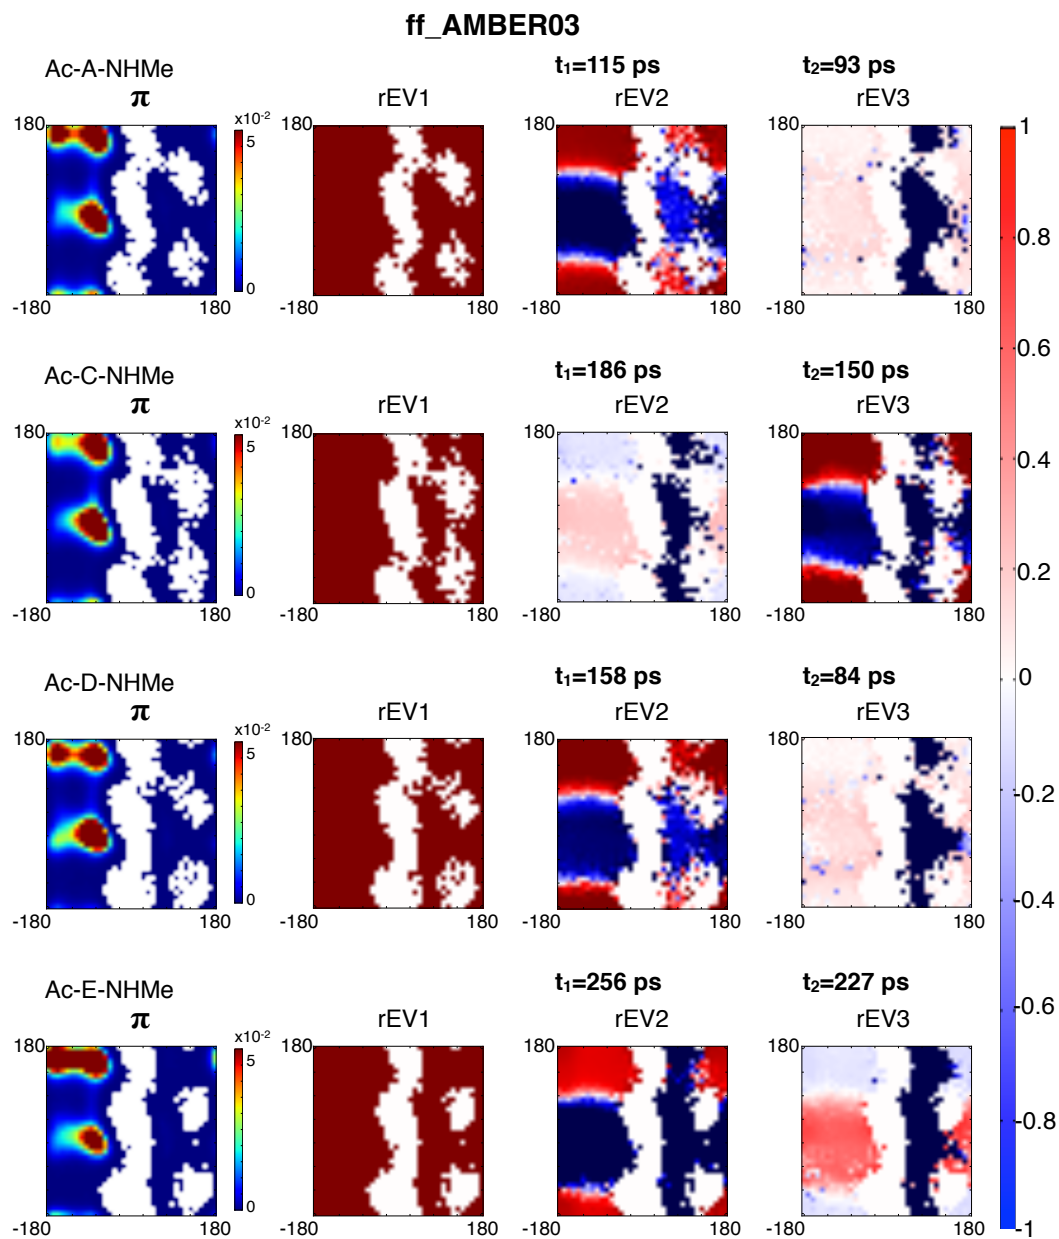 ff_AMBER03
Ac-A-NHMe
π
rEV1
t₁=115 ps
rEV2
t₂=93 ps
rEV3
180
-180
180
x10⁻²
5
0
-180
180
180
-180
180
180
-180
180
1
0.8
0.6
0.4
0.2
0
-0.2
-0.4
-0.6
-0.8
-1
Ac-C-NHMe
π
rEV1
t₁=186 ps
rEV2
t₂=150 ps
rEV3
180
-180
180
x10⁻²
5
0
180
-180
180
180
-180
180
180
-180
180
Ac-D-NHMe
π
rEV1
t₁=158 ps
rEV2
t₂=84 ps
rEV3
180
-180
180
x10⁻²
5
0
180
-180
180
180
-180
180
180
-180
180
Ac-E-NHMe
π
rEV1
t₁=256 ps
rEV2
t₂=227 ps
rEV3
180
-180
180
x10⁻²
5
0
180
-180
180
180
-180
180
180
-180
180